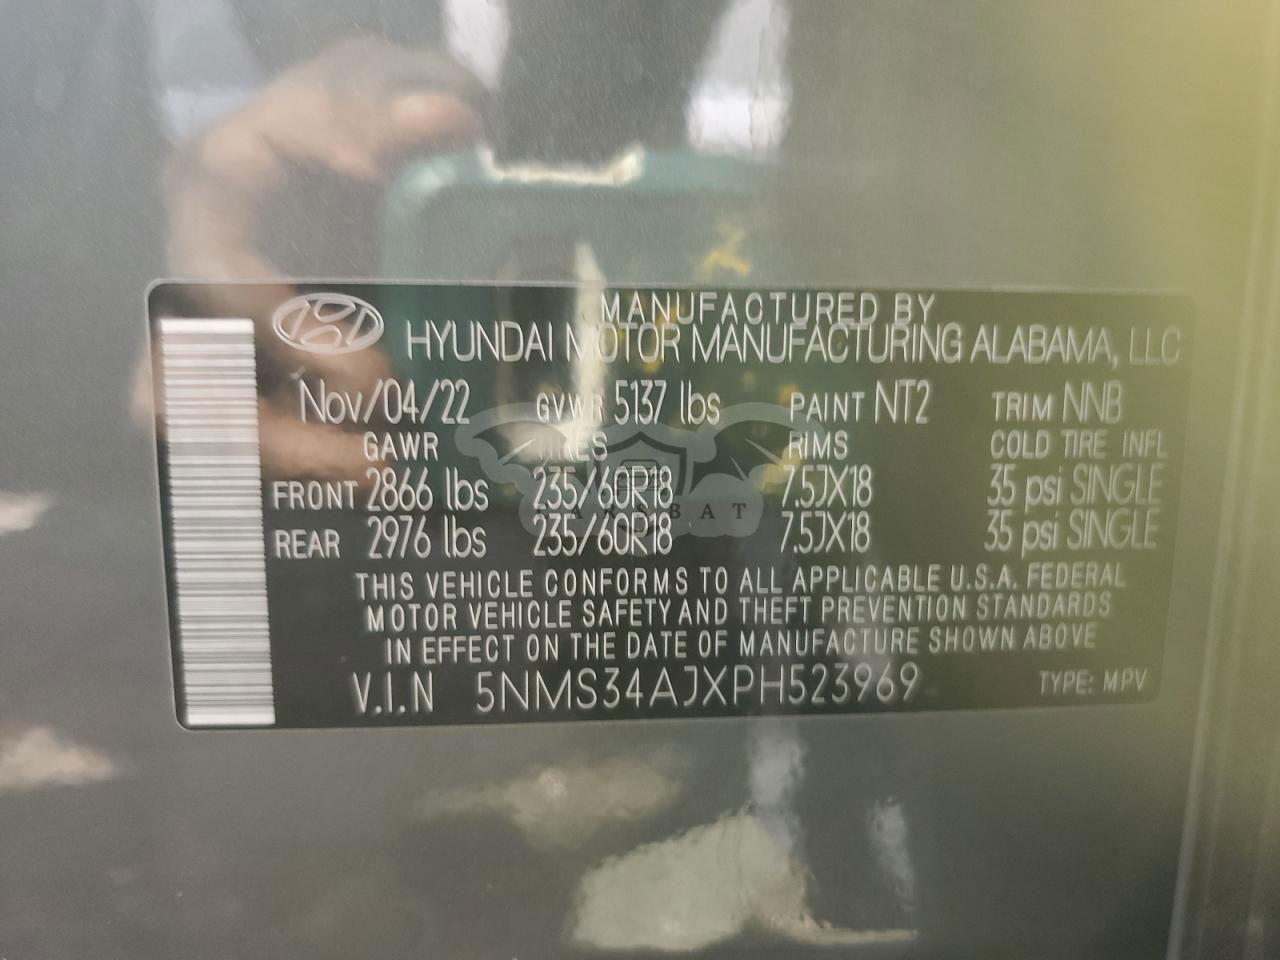 MANUFACTURED BY
HYUNDAI MOTOR MANUFACTURING ALABAMA, LLC
Nov/04/22 GVWR 5137 lbs PAINT NT2 TRIM NNB
GAWR TIRES RIMS COLD TIRE INFL
FRONT 2866 lbs 235/60R18 7.5JX18 35 psi SINGLE
CARSBAT
REAR 2976 lbs 235/60R18 7.5JX18 35 psi SINGLE
THIS VEHICLE CONFORMS TO ALL APPLICABLE U.S.A. FEDERAL
MOTOR VEHICLE SAFETY AND THEFT PREVENTION STANDARDS
IN EFFECT ON THE DATE OF MANUFACTURE SHOWN ABOVE
V.I.N 5NMS34AJXPH523969 TYPE: MPV